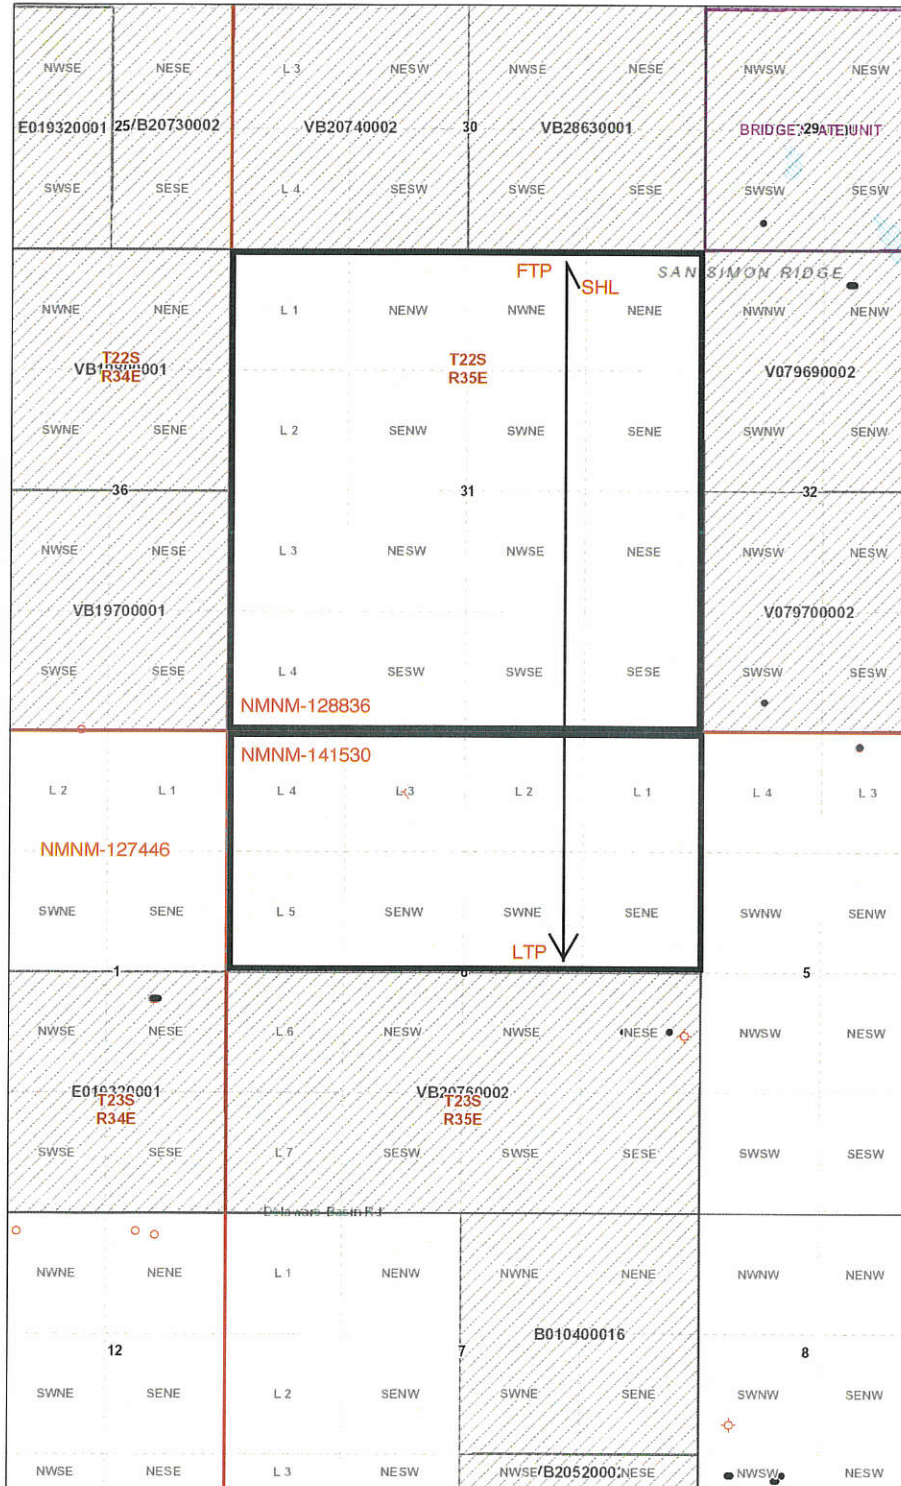 NWSE NESE L 3 NESW NWSE NESE NWSW NESW
E019320001 25/B20730002 VB20740002 30 VB28630001 29 UNIT
SWSE SESE L 4 SESW SWSE SESE SWSW SESW
FTP SHL SAN SIMON RIDGE
NWNE NENE L 1 NENW NWNE NENE NWNW NENW
T22S T22S
R34E R35E V079690002
SWNE SENE L 2 SENW SWNE SENE SWNW SENW
36 31 32
NWSE NESE L 3 NESW NWSE NESE NWSW NESW
VB19700001 V079700002
SWSE SESE L 4 SESW SWSE SESE SWSW SESW
NMNM-128836
NMNM-141530
L 2 L 1 L 4 L 3 L 2 L 1 L 4 L 3
NMNM-127446
SWNE SENE L 5 SENW SWNE SENE SWNW SENW
LTP
1 5
NWSE NESE L 6 NESW NWSE NESE NWSW NESW
E019320001 VB20760002
T23S T23S
R34E R35E
SWSE SESE L 7 SESW SWSE SESE SWSW SESW
Delaware Basin Rd
NWNE NENE L 1 NENW NWNE NENE NWNW NENW
B010400016
12 7 8
SWNE SENE L 2 SENW SWNE SENE SWNW SENW
NWSE NESE L 3 NESW NWSE NESE NWSW NESW